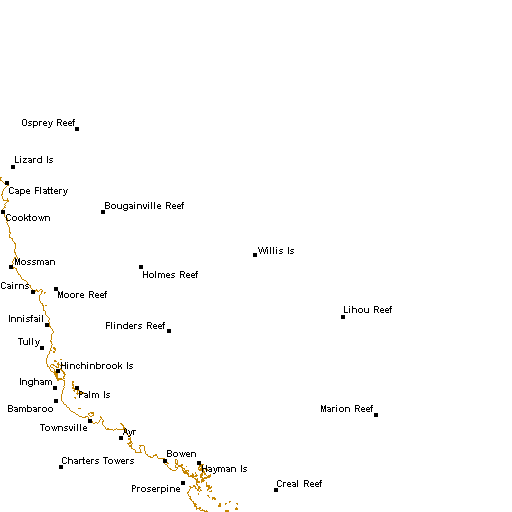 Osprey Reef
Lizard Is
Cape Flattery
Bougainville Reef
Cooktown
Willis Is
Mossman
Holmes Reef
Cairns
Moore Reef
Lihou Reef
Innisfail
Flinders Reef
Tully
Hinchinbrook Is
Ingham
Palm Is
Bambaroo
Marion Reef
Townsville
Ayr
Bowen
Charters Towers
Hayman Is
Proserpine
Creal Reef